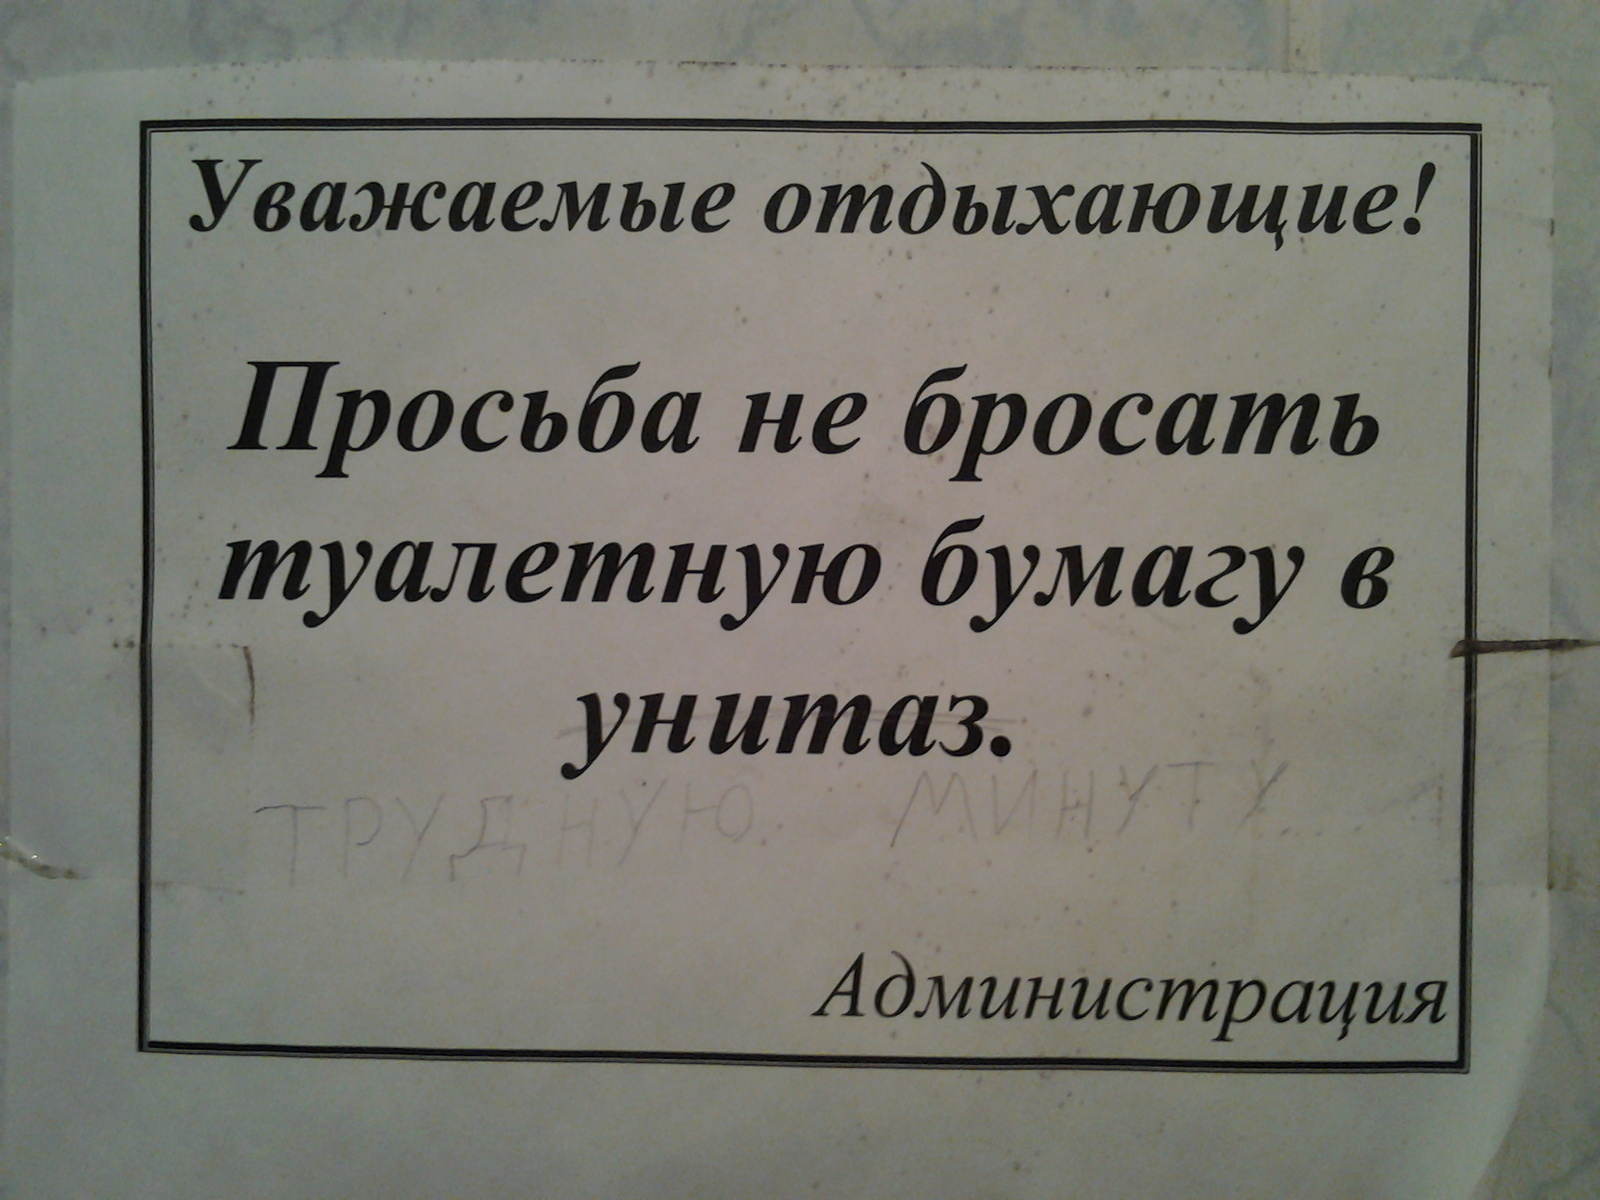 Уважаемые отдыхающие!
Просьба не бросать
туалетную бумагу в
унитаз.
ТРУДНУЮ МИНУТУ...
Администрация